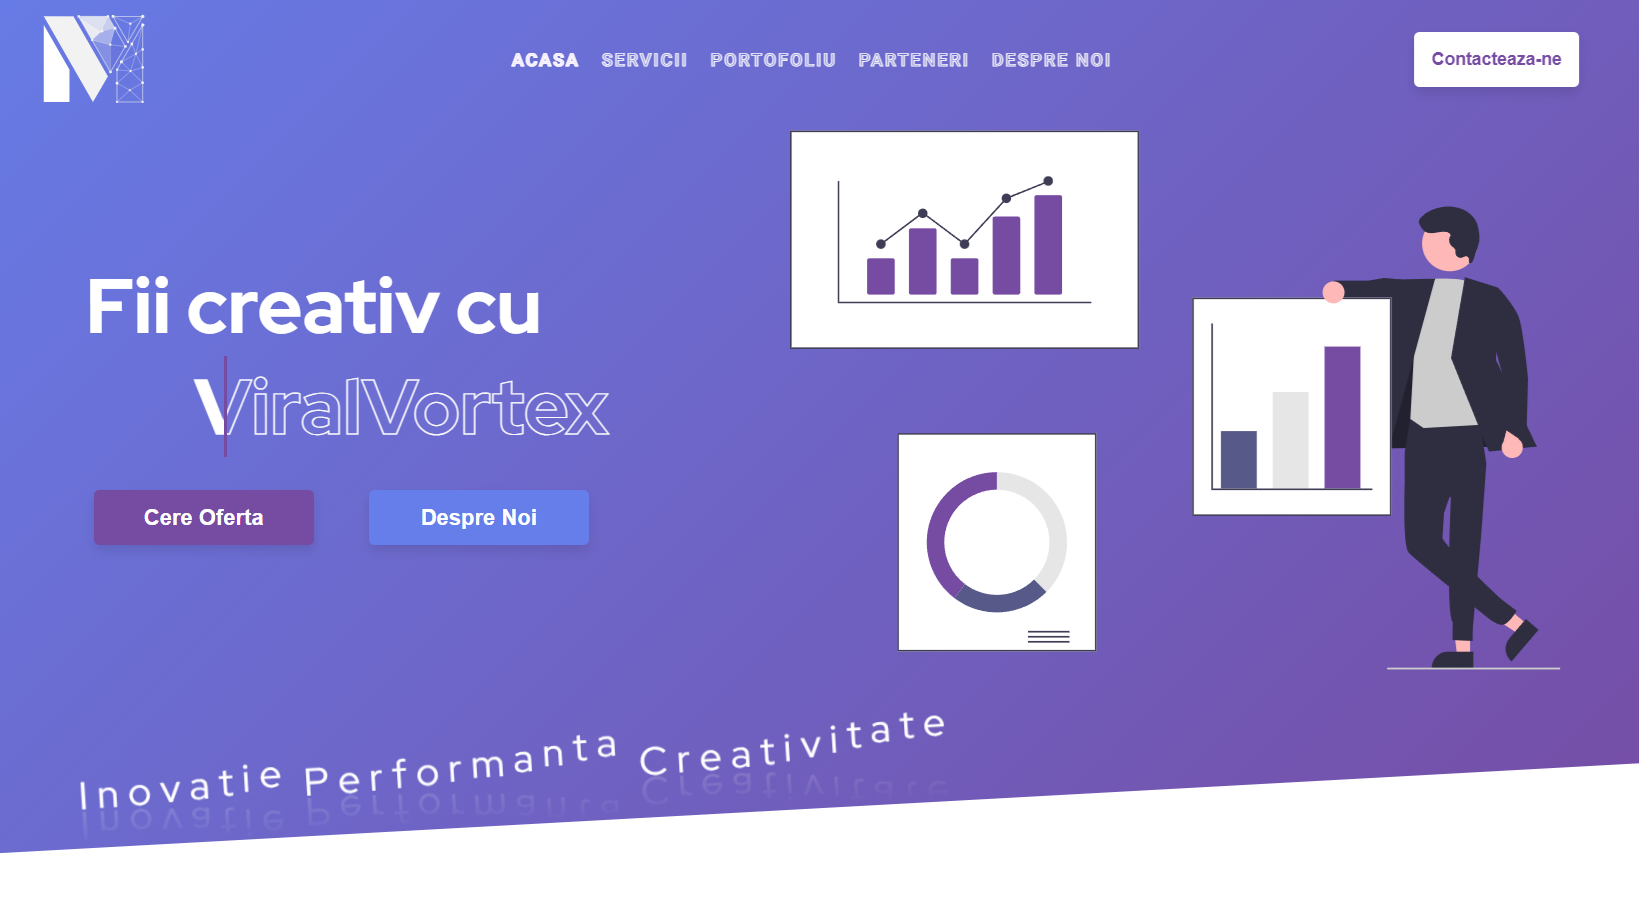 ACASA SERVICII PORTOFOLIU PARTENERI DESPRE NOI
Contacteaza-ne
Fii creativ cu
ViralVortex
Cere Oferta
Despre Noi
Inovatie Performanta Creativitate